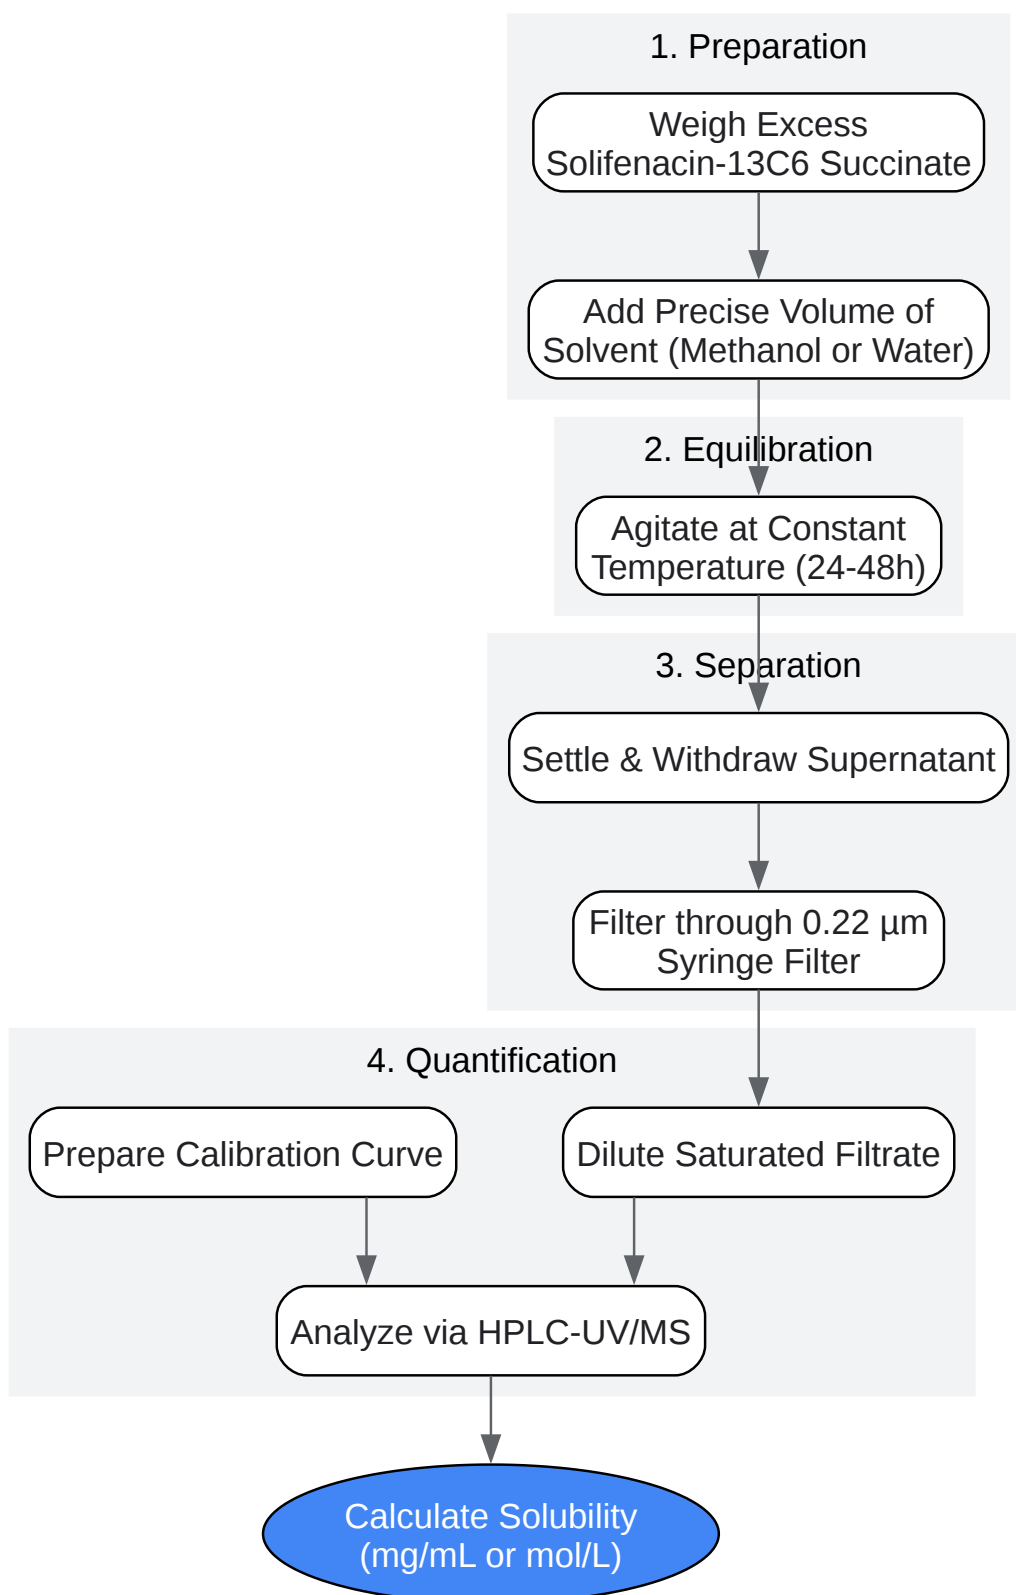 1. Preparation
Weigh Excess
Solifenacin-13C6 Succinate
Add Precise Volume of
Solvent (Methanol or Water)
2. Equilibration
Agitate at Constant
Temperature (24-48h)
3. Separation
Settle & Withdraw Supernatant
Filter through 0.22 µm
Syringe Filter
4. Quantification
Prepare Calibration Curve
Dilute Saturated Filtrate
Analyze via HPLC-UV/MS
Calculate Solubility
(mg/mL or mol/L)